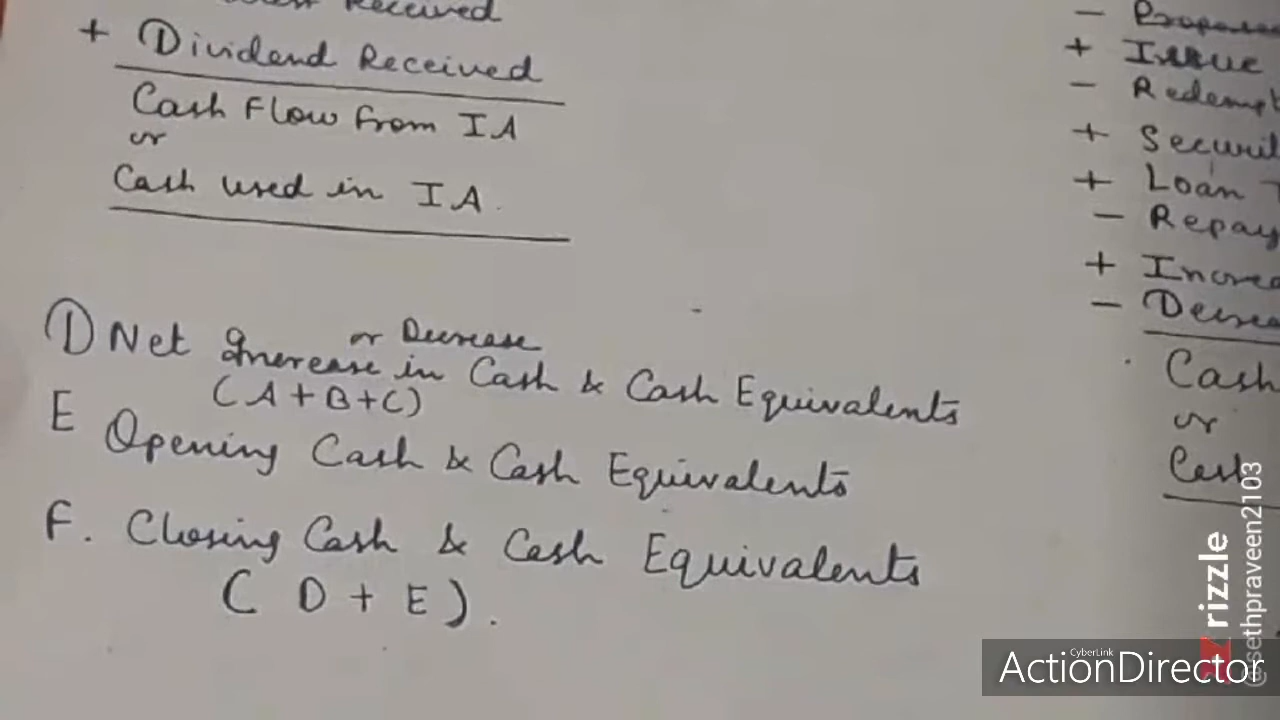 Received
+ Dividend Received
Cash Flow from IA
or
Cash used in IA.
D Net Increase in Cash & Cash Equivalents
or Decrease
(A+B+C)
E Opening Cash & Cash Equivalents
F. Closing Cash & Cash Equivalents
(D + E).
-
+ Issue
- Redempt
+ Securit
+ Loan T
- Repay
+ Increa
- Decrea
Cash
or
Cash
rizzle
@sethpraveen2103
CyberLink
ActionDirector